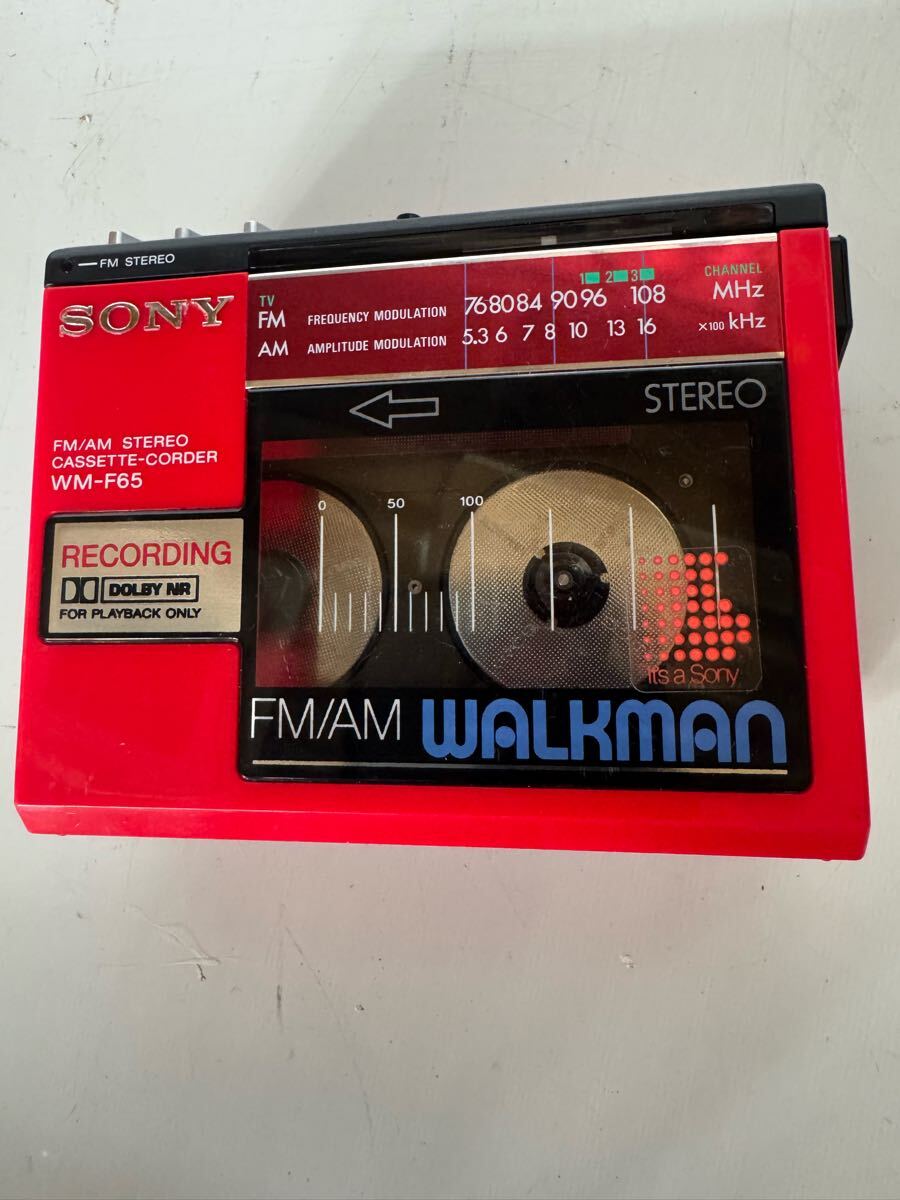 FM STEREO
SONY
TV
1 2 3 CHANNEL
FM FREQUENCY MODULATION 76 80 84 90 96 108 MHz
AM AMPLITUDE MODULATION 5.3 6 7 8 10 13 16 ×100 kHz
STEREO
FM/AM STEREO
CASSETTE-CORDER
WM-F65
0 50 100
RECORDING
DOLBY NR
FOR PLAYBACK ONLY
It's a Sony
FM/AM WALKMAN